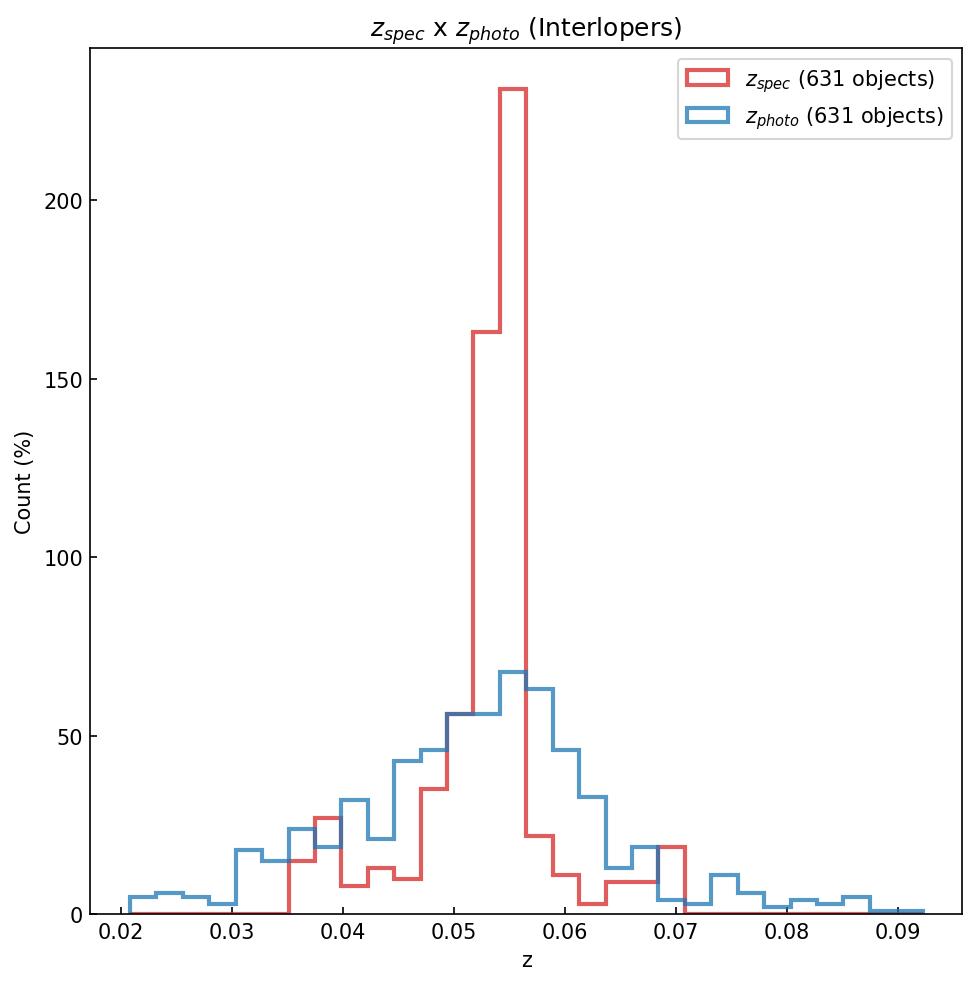 z_spec x z_photo (Interlopers)
z_spec (631 objects)
z_photo (631 objects)
Count (%)
200
150
100
50
0
0.02 0.03 0.04 0.05 0.06 0.07 0.08 0.09
z